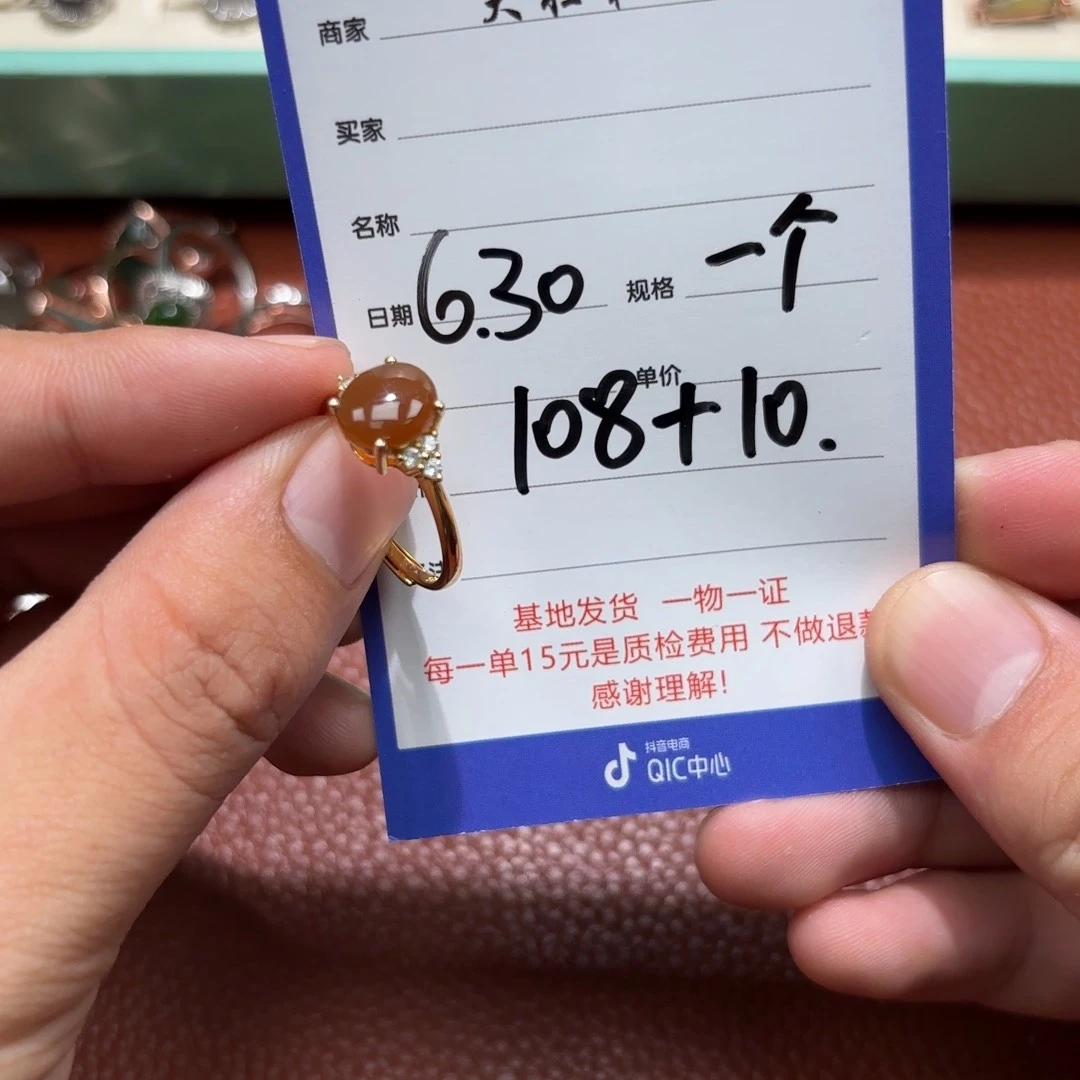 商家
买家
名称
日期 6.30 规格 一个
单价
108+10.
基地发货 一物一证
每一单15元是质检费用 不做退款
感谢理解!
抖音电商
QIC中心